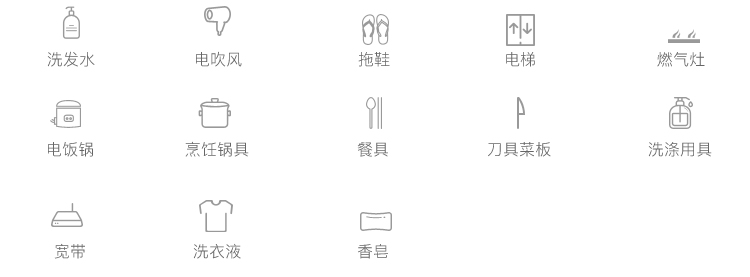 洗发水 电吹风 拖鞋 电梯 燃气灶
电饭锅 烹饪锅具 餐具 刀具菜板 洗涤用具
宽带 洗衣液 香皂